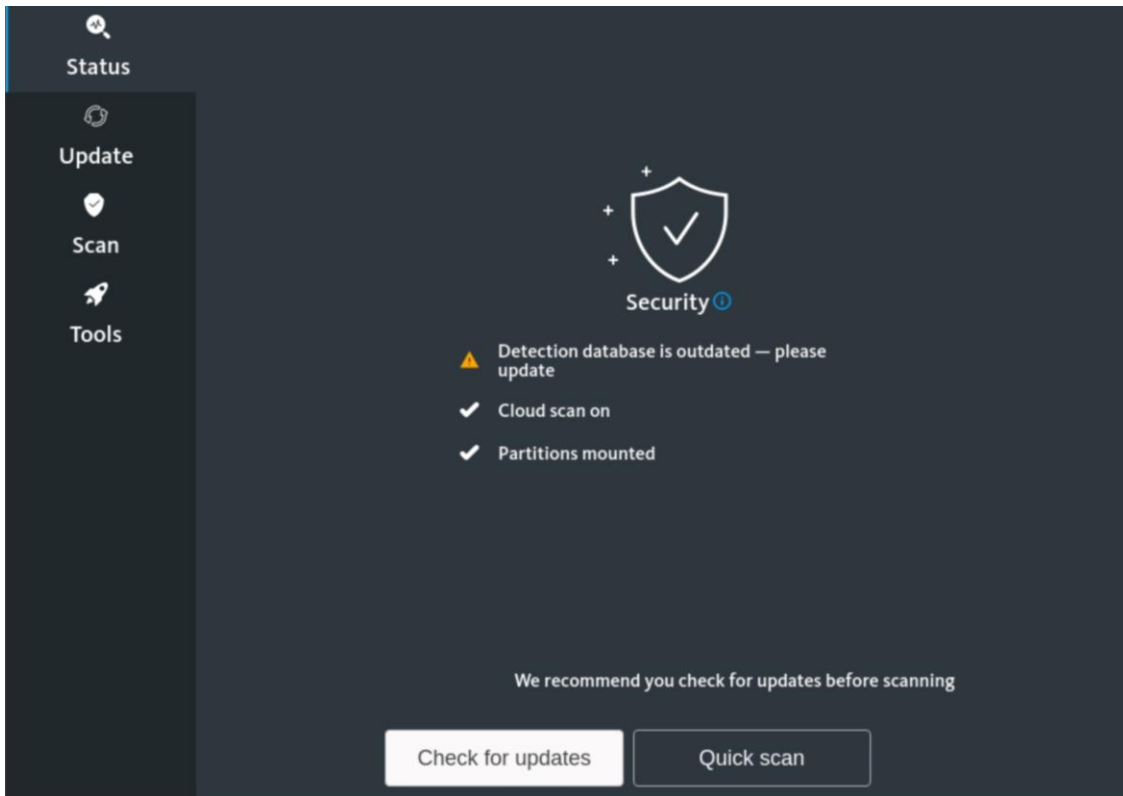 Status
Update
Scan
Tools
Security
Detection database is outdated — please
update
Cloud scan on
Partitions mounted
We recommend you check for updates before scanning
Check for updates
Quick scan